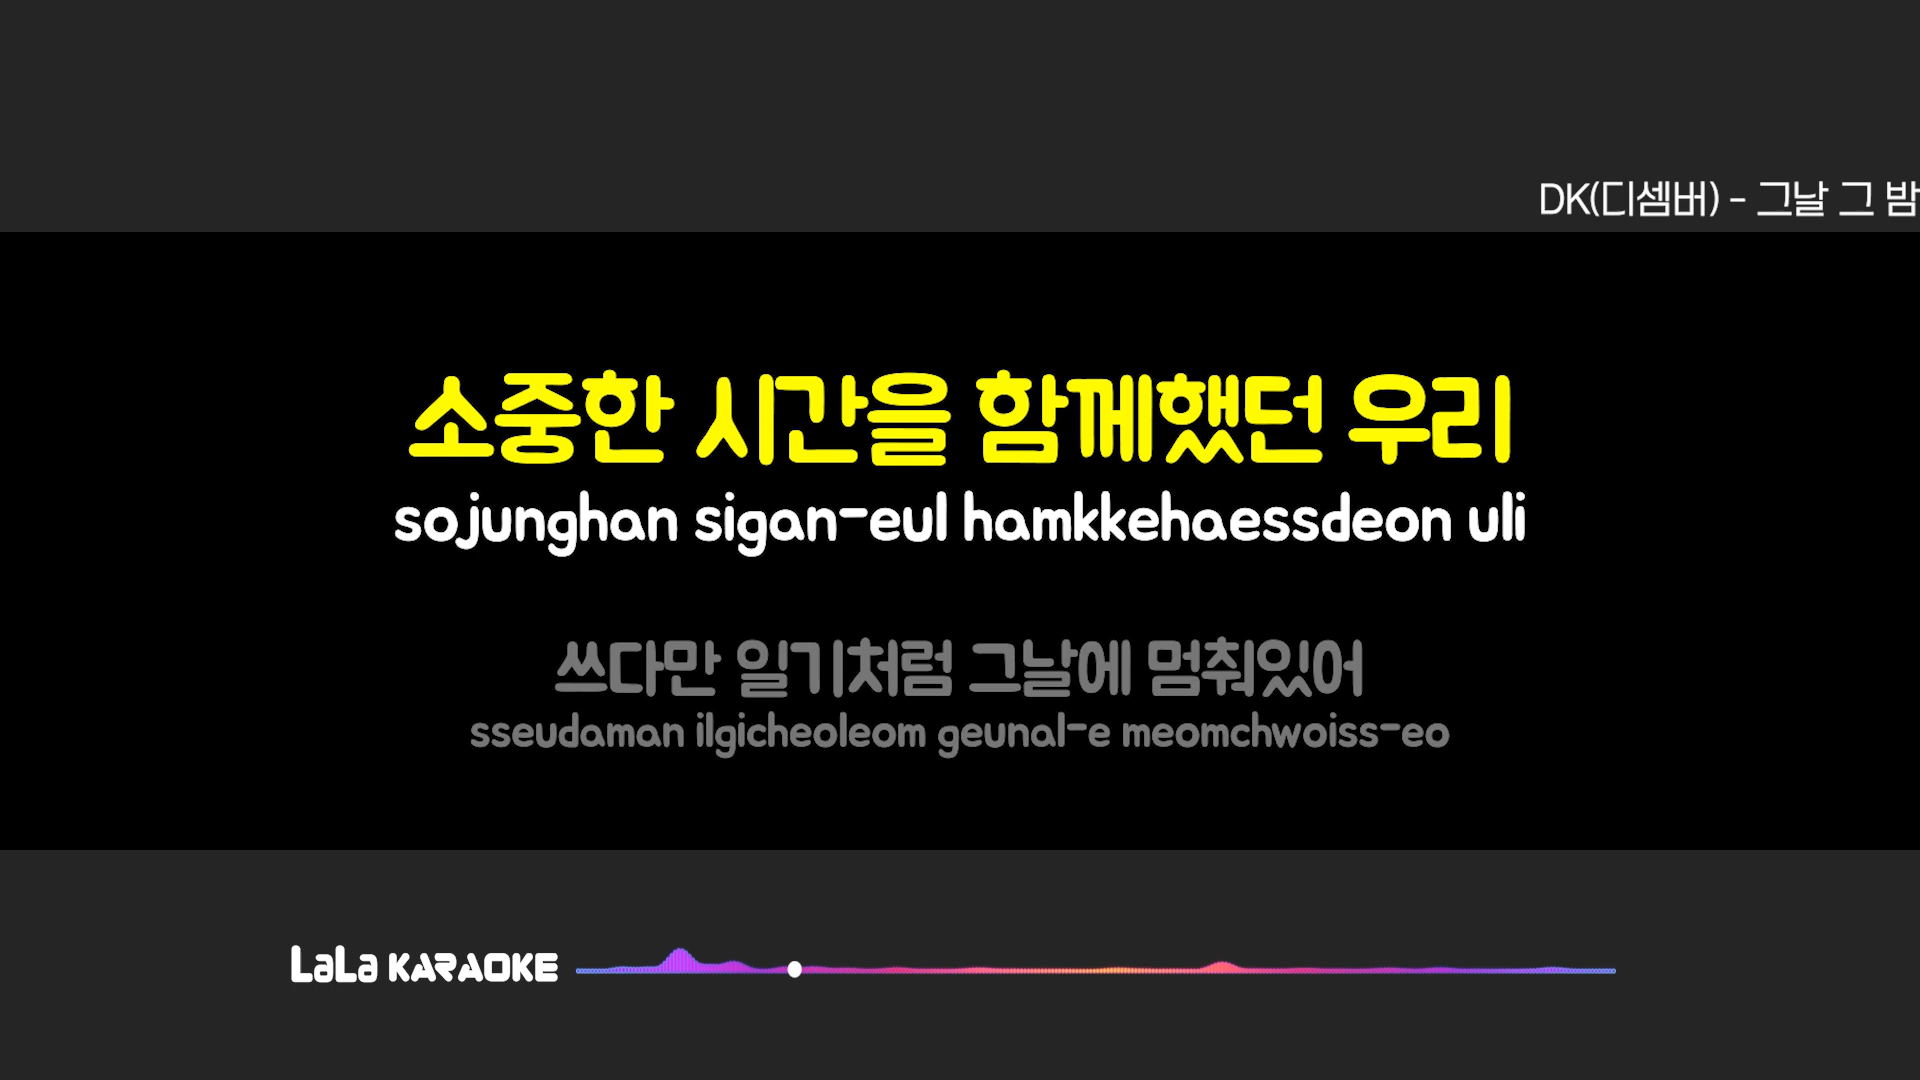 DK(디셈버) - 그날 그 밤
소중한 시간을 함께했던 우리
sojunghan sigan-eul hamkkehaessdeon uli
쓰다만 일기처럼 그날에 멈춰있어
sseudaman ilgicheoleom geunal-e meomchwoiss-eo
LaLa KARAOKE